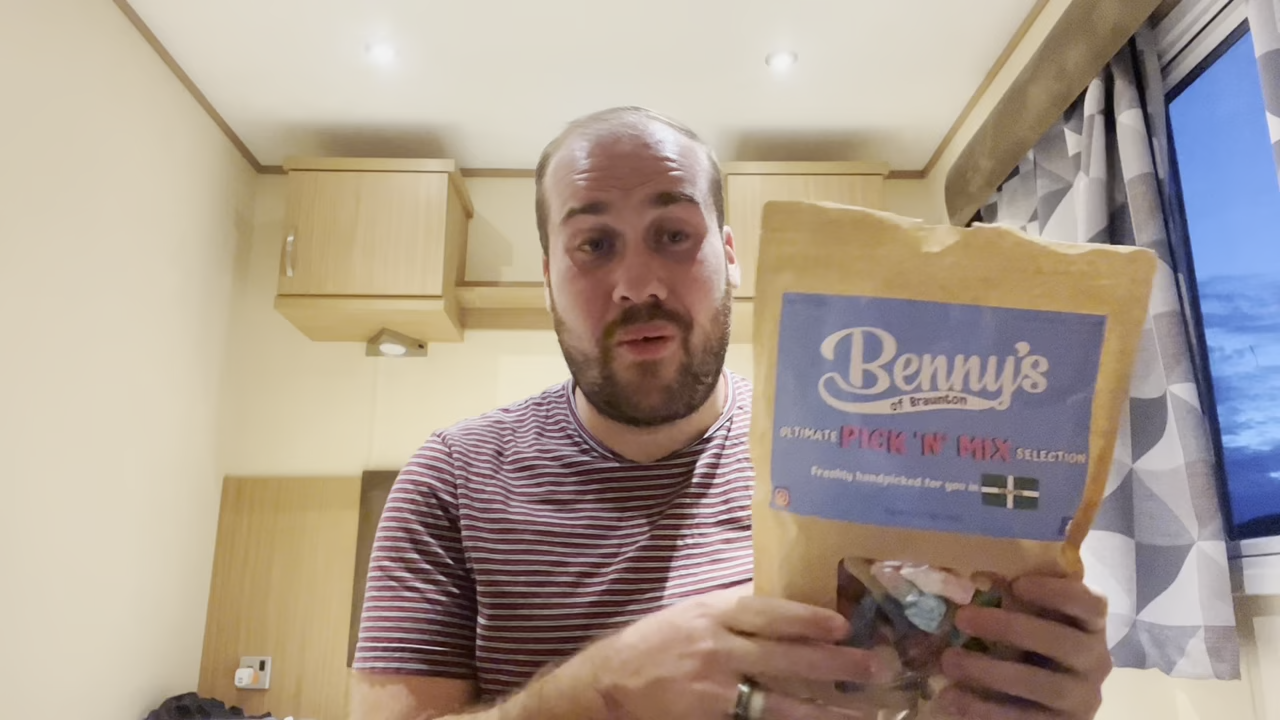 Benny's
of Braunton
ULTIMATE PICK 'N' MIX SELECTION
Freshly handpicked for you in